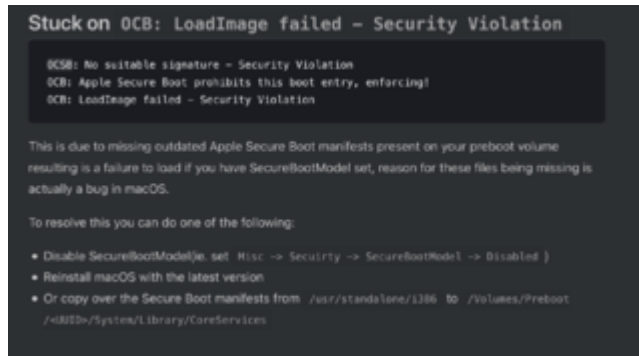 Stuck on OCB: LoadImage failed – Security Violation
OCSB: No suitable signature – Security Violation
OCB: Apple Secure Boot prohibits this boot entry, enforcing!
OCB: LoadImage failed – Security Violation
This is due to missing outdated Apple Secure Boot manifests present on your preboot volume
resulting is a failure to load if you have SecureBootModel set, reason for these files being missing is
actually a bug in macOS.
To resolve this you can do one of the following:
• Disable SecureBootModel(ie. set Misc -> Secuirty -> SecureBootModel -> Disabled )
• Reinstall macOS with the latest version
• Or copy over the Secure Boot manifests from /usr/standalone/i386 to /Volumes/Preboot
/<UUID>/System/Library/CoreServices